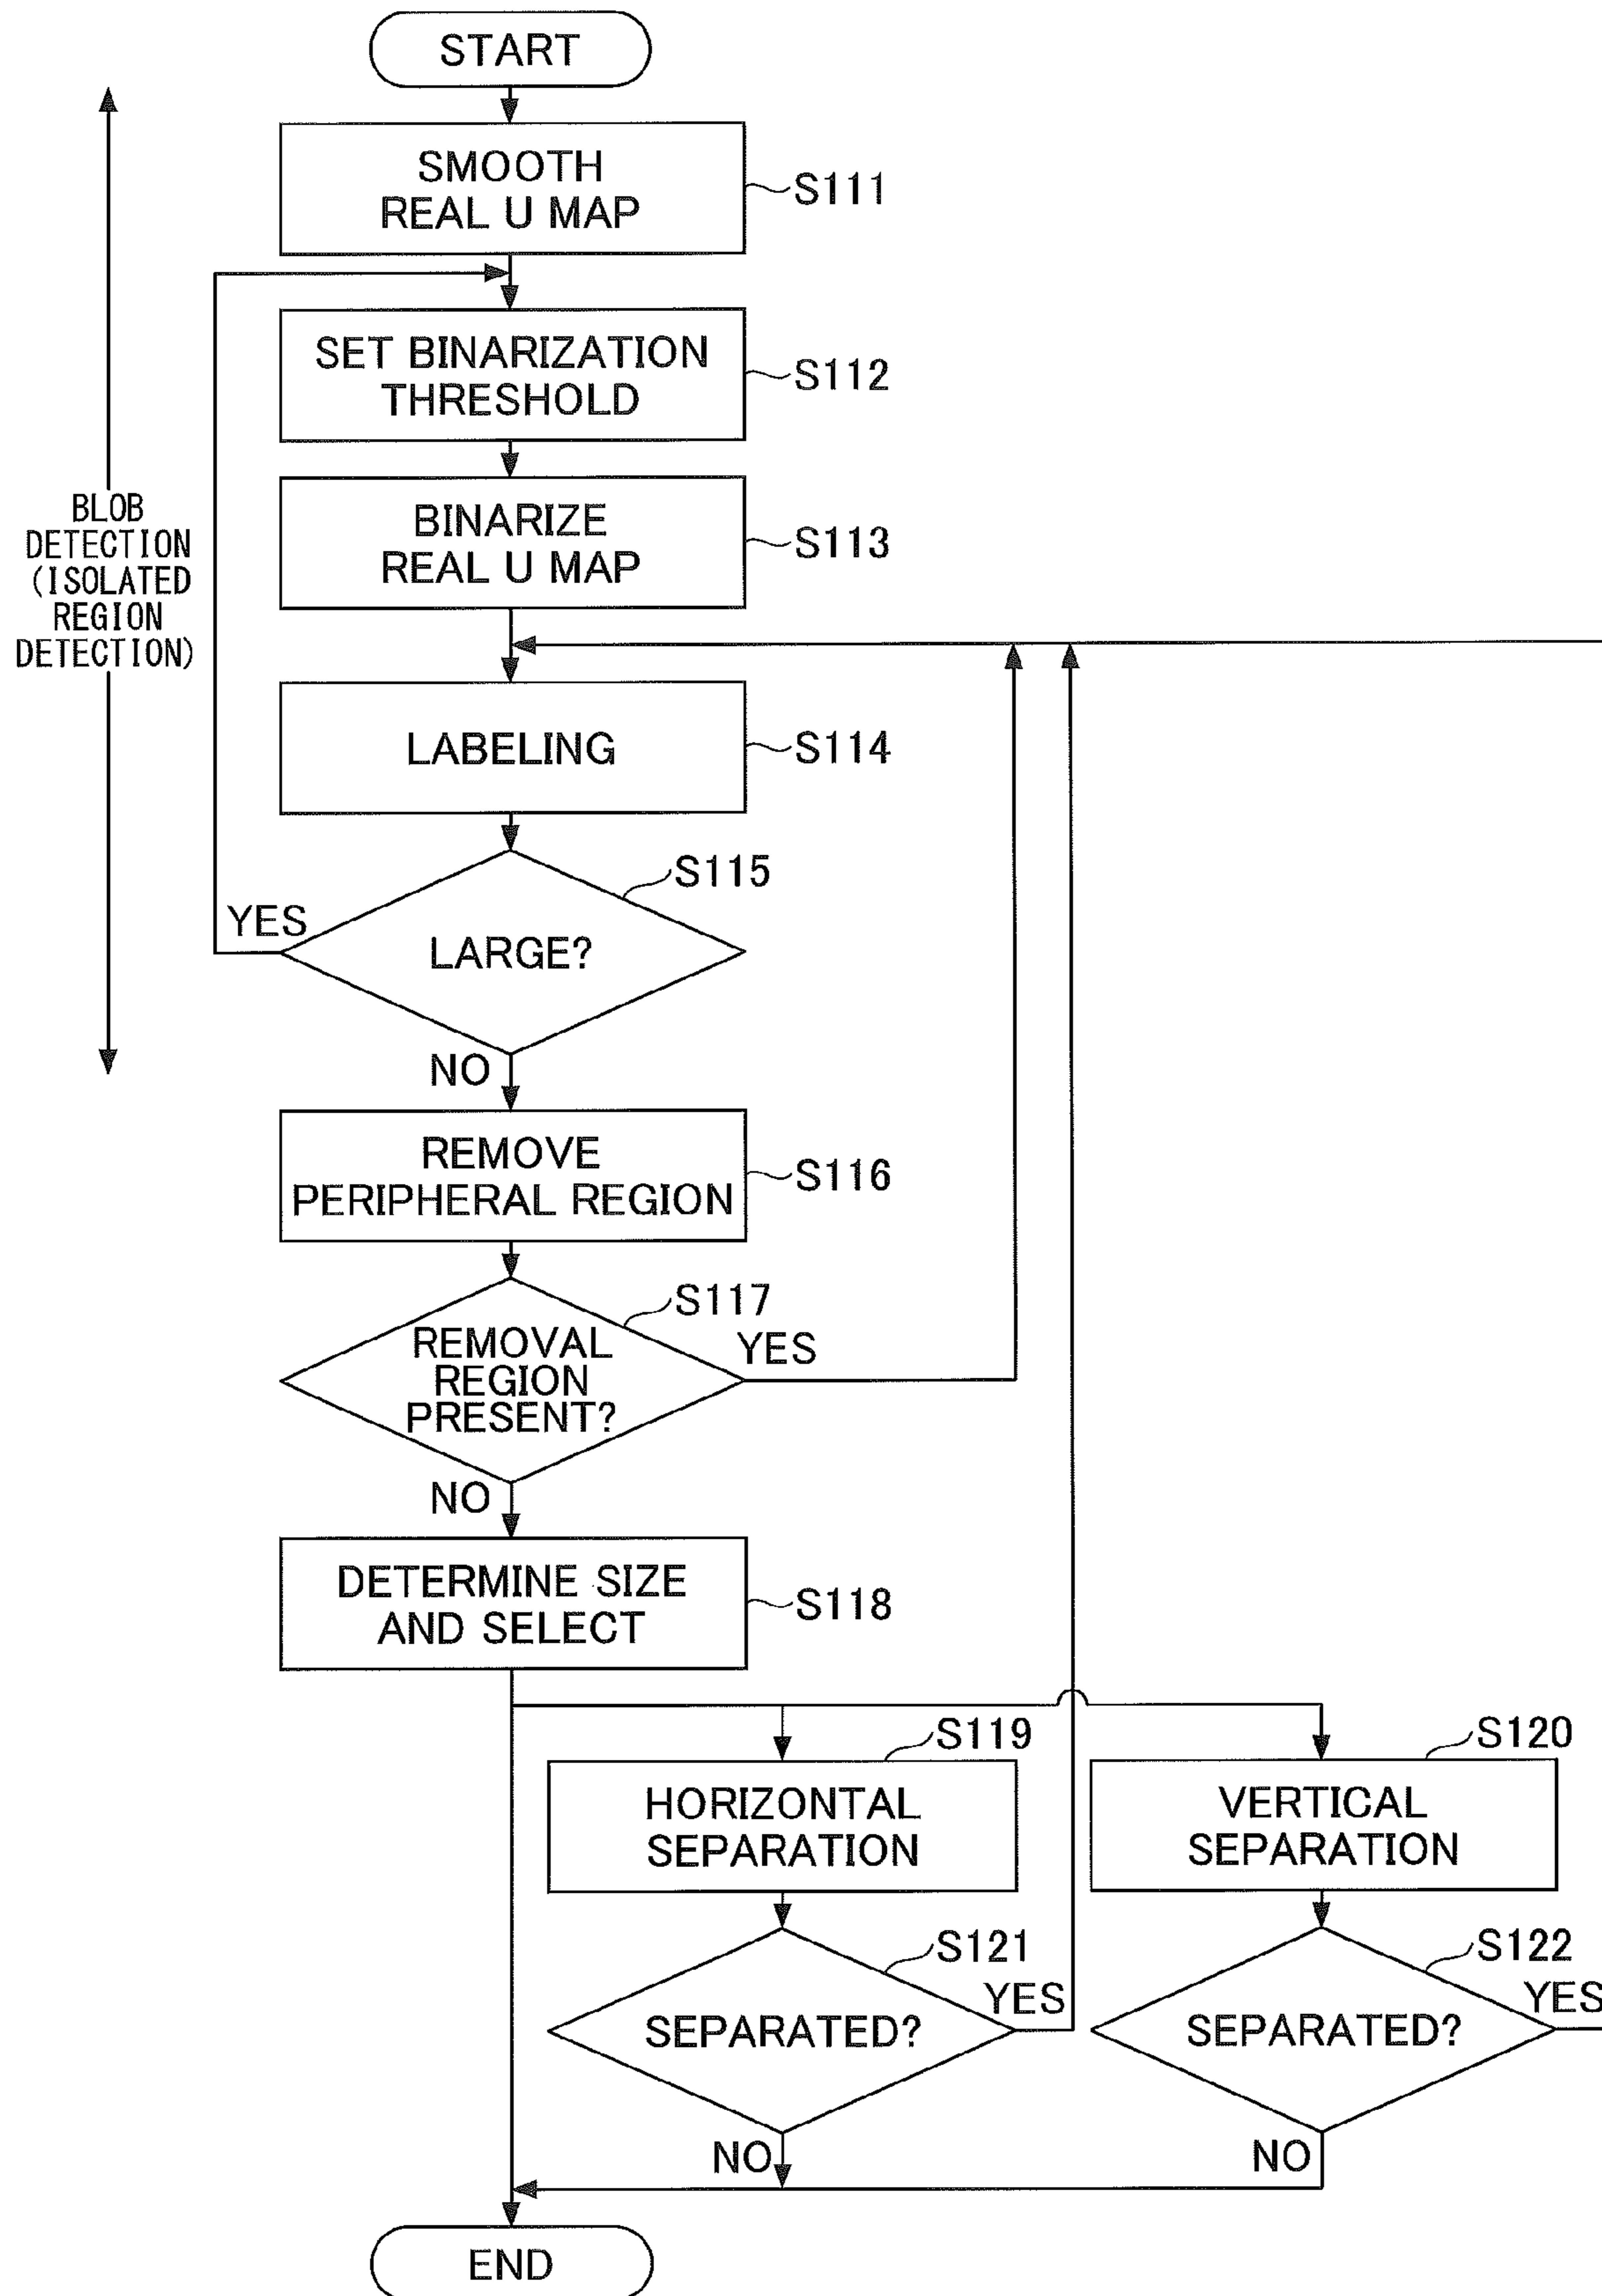 START
SMOOTH
REAL U MAP
S111
SET BINARIZATION
THRESHOLD
S112
BINARIZE
REAL U MAP
S113
BLOB
DETECTION
(ISOLATED
REGION
DETECTION)
LABELING
S114
S115
YES
LARGE?
NO
REMOVE
PERIPHERAL REGION
S116
S117
REMOVAL
REGION
PRESENT?
YES
NO
DETERMINE SIZE
AND SELECT
S118
S119
HORIZONTAL
SEPARATION
S120
VERTICAL
SEPARATION
S121
SEPARATED?
YES
NO
S122
SEPARATED?
YES
NO
END